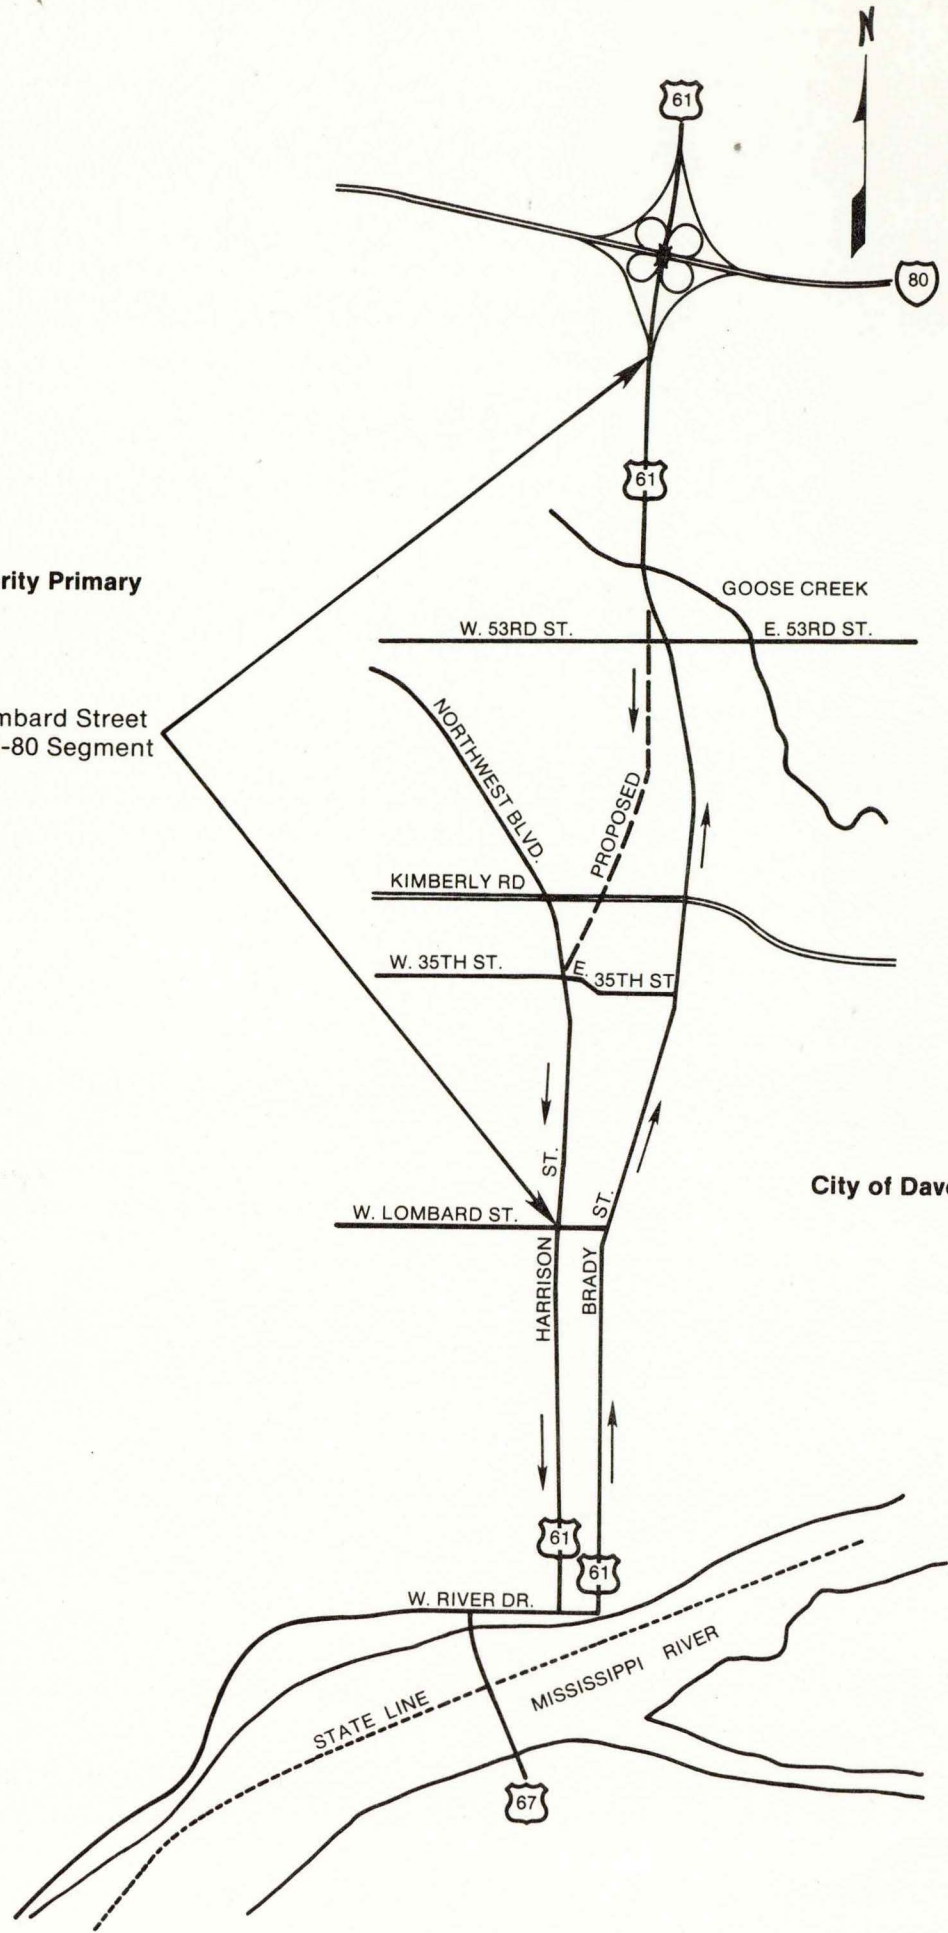 N
61
80
61
rity Primary
GOOSE CREEK
W. 53RD ST.
E. 53RD ST.
mbard Street
-80 Segment
NORTHWEST BLVD.
PROPOSED
KIMBERLY RD
W. 35TH ST.
E. 35TH ST
ST.
City of Dav
W. LOMBARD ST.
ST.
HARRISON
BRADY
61
61
W. RIVER DR.
MISSISSIPPI RIVER
STATE LINE
67